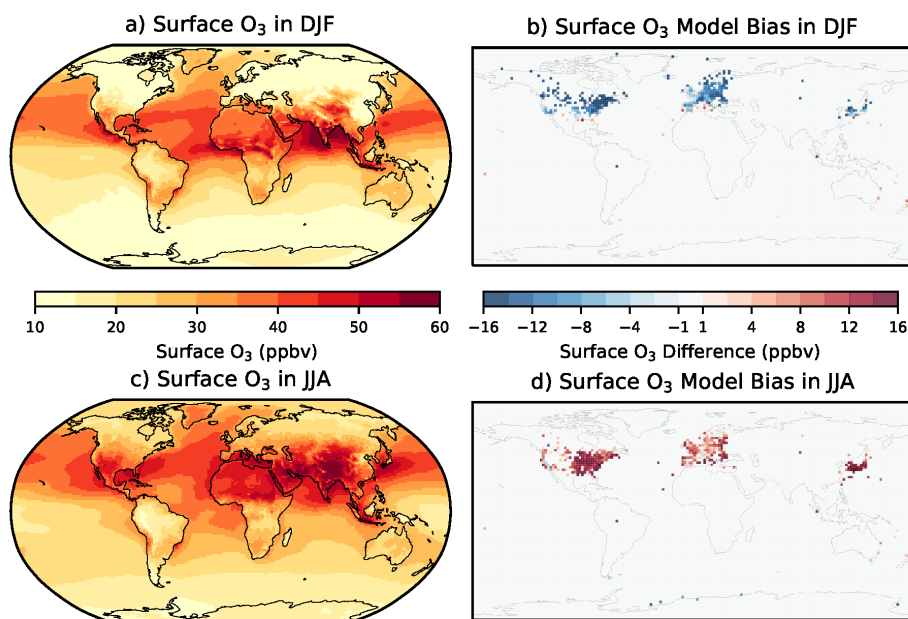 a) Surface O₃ in DJF
b) Surface O₃ Model Bias in DJF
10 20 30 40 50 60
Surface O₃ (ppbv)
−16 −12 −8 −4 −1 1 4 8 12 16
Surface O₃ Difference (ppbv)
c) Surface O₃ in JJA
d) Surface O₃ Model Bias in JJA